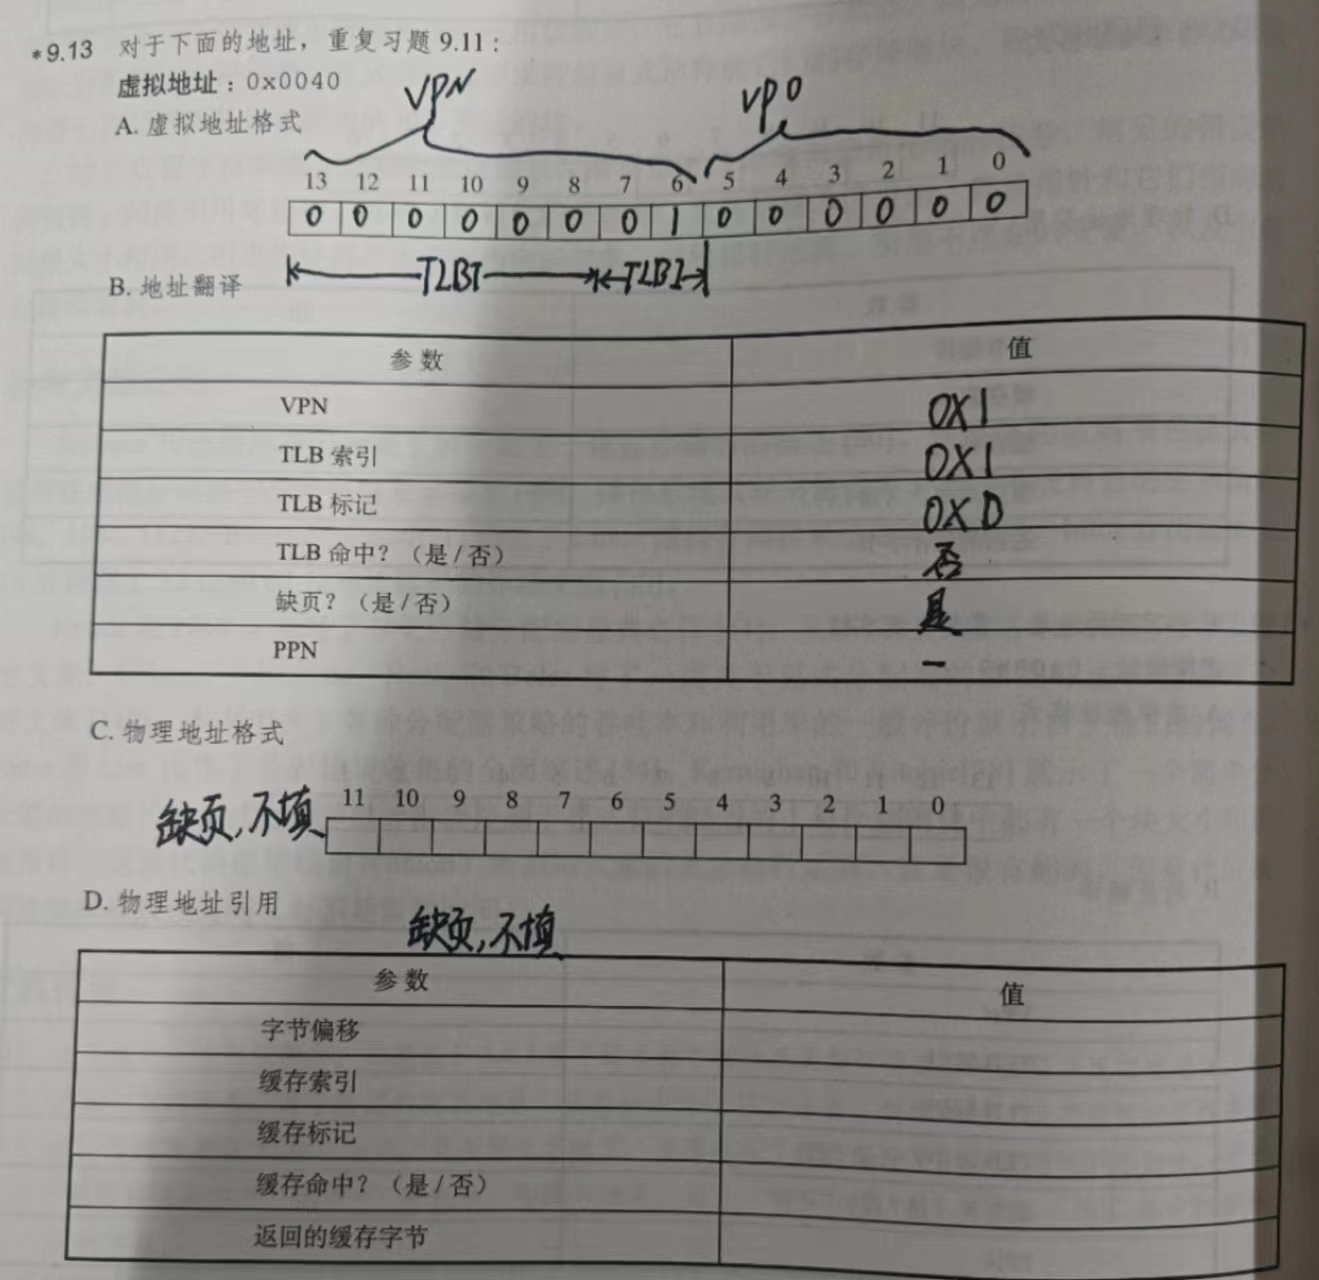 *9.13 对于下面的地址，重复习题 9.11：
虚拟地址：0x0040
VPN VPO
A. 虚拟地址格式
13 12 11 10 9 8 7 6 5 4 3 2 1 0
0 0 0 0 0 0 0 1 0 0 0 0 0 0
TLBT TLBI
B. 地址翻译
参数 值
VPN 0X1
TLB 索引 0X1
TLB 标记 0XD
TLB 命中？（是/否） 否
缺页？（是/否） 是
PPN -
C. 物理地址格式
11 10 9 8 7 6 5 4 3 2 1 0
缺页,不填
D. 物理地址引用
缺页,不填
参数 值
字节偏移
缓存索引
缓存标记
缓存命中？（是/否）
返回的缓存字节